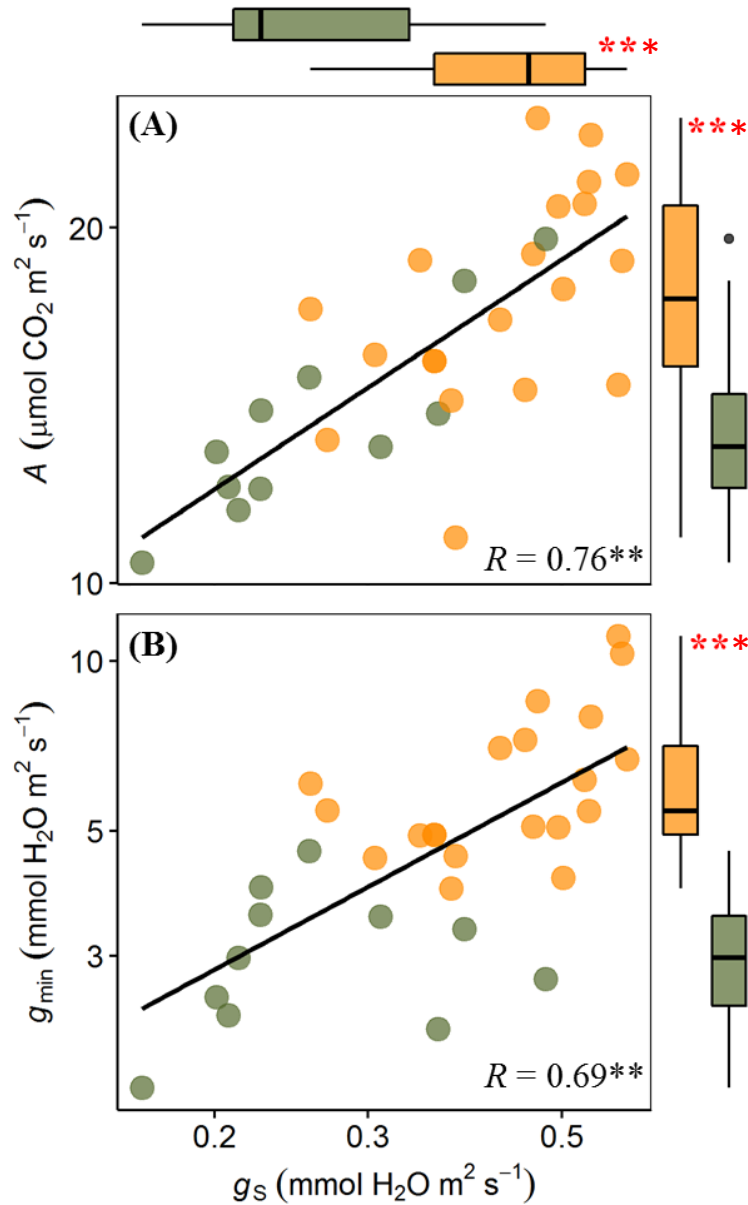 ***
(A)
***
20
A (μmol CO₂ m² s⁻¹)
R = 0.76**
10
(B)
***
10
5
gmin (mmol H₂O m² s⁻¹)
3
R = 0.69**
0.2 0.3 0.5
gS (mmol H₂O m² s⁻¹)